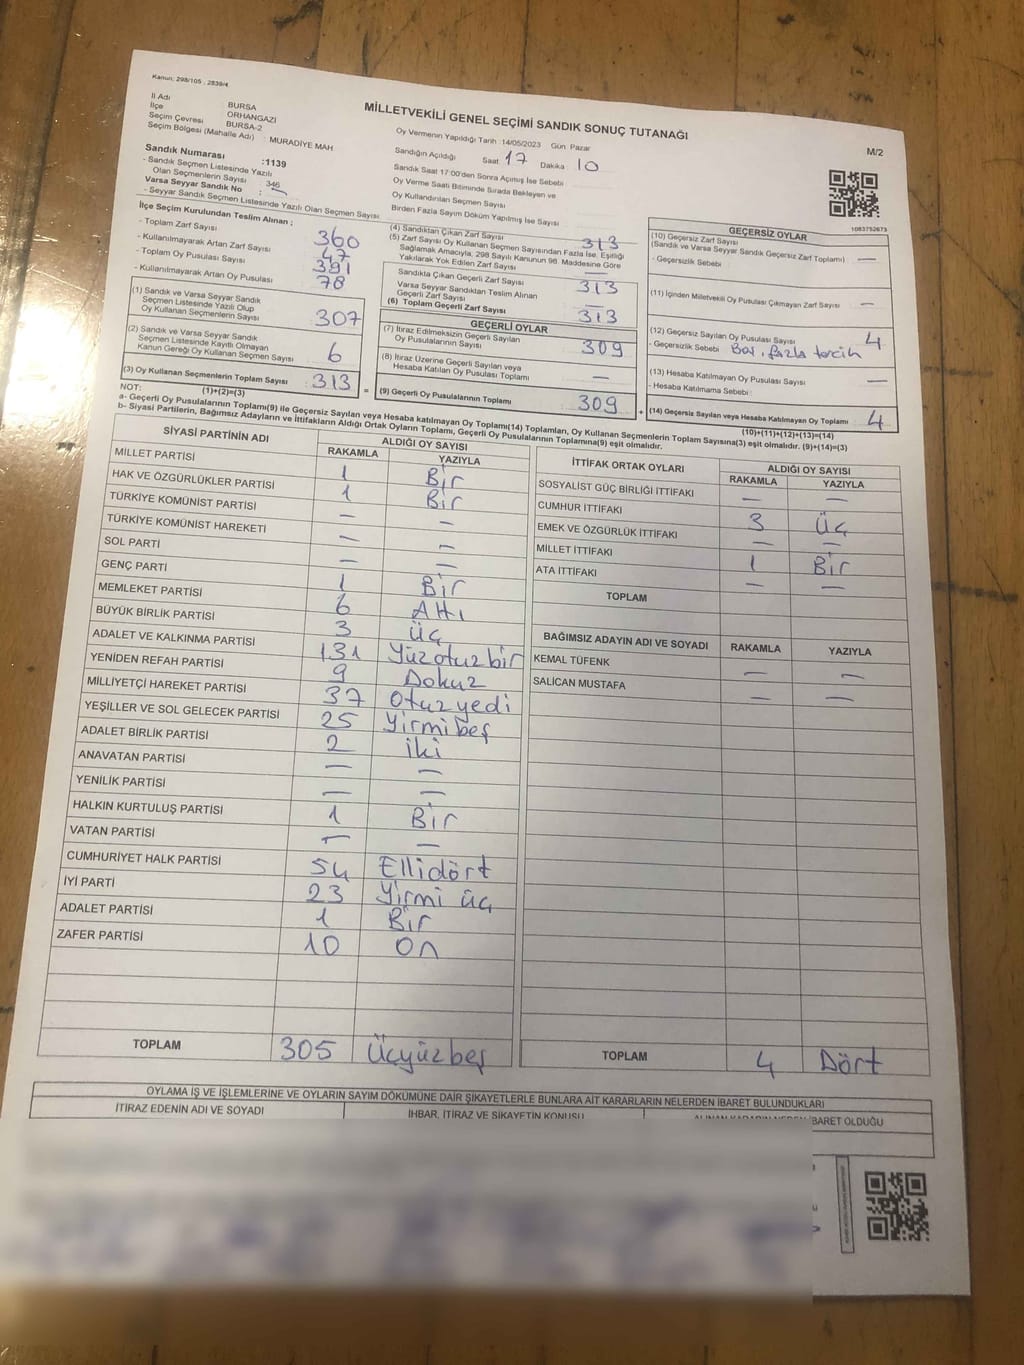 Kanun: 298/105 , 2839/4
MİLLETVEKİLİ GENEL SEÇİMİ SANDIK SONUÇ TUTANAĞI
M/2
İl Adı BURSA
İlçe ORHANGAZİ
Seçim Çevresi BURSA-2
Seçim Bölgesi (Mahalle Adı) : MURADİYE MAH
Sandık Numarası :1139
- Sandık Seçmen Listesinde Yazılı
Olan Seçmenlerin Sayısı : 346
Varsa Seyyar Sandık No :
- Seyyar Sandık Seçmen Listesinde Yazılı Olan Seçmen Sayısı
Oy Vermenin Yapıldığı Tarih 14/05/2023 Gün Pazar
Sandığın Açıldığı Saat 17 Dakika 10
Sandık Saat 17:00'den Sonra Açılmış İse Sebebi
Oy Verme Saati Bitiminde Sırada Bekleyen ve
Oy Kullandırılan Seçmen Sayısı
Birden Fazla Sayım Döküm Yapılmış İse Sayısı
1083752673
İlçe Seçim Kurulundan Teslim Alınan ;
- Toplam Zarf Sayısı 360
- Kullanılmayarak Artan Zarf Sayısı 47
- Toplam Oy Pusulası Sayısı 391
- Kullanılmayarak Artan Oy Pusulası 78
(1) Sandık ve Varsa Seyyar Sandık
Seçmen Listesinde Yazılı Olup
Oy Kullanan Seçmenlerin Sayısı 307
(2) Sandık ve Varsa Seyyar Sandık
Seçmen Listesinde Kayıtlı Olmayan
Kanun Gereği Oy Kullanan Seçmen Sayısı 6
(3) Oy Kullanan Seçmenlerin Toplam Sayısı 313 =
(1)+(2)=(3)
(4) Sandıktan Çıkan Zarf Sayısı 313
(5) Zarf Sayısı Oy Kullanan Seçmen Sayısından Fazla İse, Eşitliği
Sağlamak Amacıyla, 298 Sayılı Kanunun 98. Maddesine Göre
Yakılarak Yok Edilen Zarf Sayısı —
Sandıkta Çıkan Geçerli Zarf Sayısı 313
Varsa Seyyar Sandıktan Teslim Alınan
Geçerli Zarf Sayısı —
(6) Toplam Geçerli Zarf Sayısı 313
GEÇERLİ OYLAR
(7) İtiraz Edilmeksizin Geçerli Sayılan
Oy Pusulalarının Sayısı 309
(8) İtiraz Üzerine Geçerli Sayılan veya
Hesaba Katılan Oy Pusulası Toplamı —
(9) Geçerli Oy Pusulalarının Toplamı 309 +
GEÇERSİZ OYLAR
(10) Geçersiz Zarf Sayısı
(Sandık ve Varsa Seyyar Sandık Geçersiz Zarf Toplamı) —
- Geçersizlik Sebebi
(11) İçinden Milletvekili Oy Pusulası Çıkmayan Zarf Sayısı —
(12) Geçersiz Sayılan Oy Pusulası Sayısı 4
- Geçersizlik Sebebi Boş, fazla tercih
(13) Hesaba Katılmayan Oy Pusulası Sayısı —
- Hesaba Katılmama Sebebi :
(14) Geçersiz Sayılan veya Hesaba Katılmayan Oy Toplamı 4
(10)+(11)+(12)+(13)=(14)
NOT:
a- Geçerli Oy Pusulalarının Toplamı(9) ile Geçersiz Sayılan veya Hesaba katılmayan Oy Toplamı(14) Toplamları, Oy Kullanan Seçmenlerin Toplam Sayısına(3) eşit olmalıdır. (9)+(14)=(3)
b- Siyasi Partilerin, Bağımsız Adayların ve İttifakların Aldığı Ortak Oyların Toplamı, Geçerli Oy Pusulalarının Toplamına(9) eşit olmalıdır.
SİYASİ PARTİNİN ADI ALDIĞI OY SAYISI
RAKAMLA YAZIYLA
MİLLET PARTİSİ 1 Bir
HAK VE ÖZGÜRLÜKLER PARTİSİ 1 Bir
TÜRKİYE KOMÜNİST PARTİSİ — —
TÜRKİYE KOMÜNİST HAREKETİ — —
SOL PARTİ — —
GENÇ PARTİ 1 Bir
MEMLEKET PARTİSİ 6 Altı
BÜYÜK BİRLİK PARTİSİ 3 Üç
ADALET VE KALKINMA PARTİSİ 131 Yüzotuzbir
YENİDEN REFAH PARTİSİ 9 Dokuz
MİLLİYETÇİ HAREKET PARTİSİ 37 Otuzyedi
YEŞİLLER VE SOL GELECEK PARTİSİ 25 Yirmibeş
ADALET BİRLİK PARTİSİ 2 iki
ANAVATAN PARTİSİ — —
YENİLİK PARTİSİ — —
HALKIN KURTULUŞ PARTİSİ 1 Bir
VATAN PARTİSİ — —
CUMHURİYET HALK PARTİSİ 54 Ellidört
İYİ PARTİ 23 Yirmi üç
ADALET PARTİSİ 1 Bir
ZAFER PARTİSİ 10 On
TOPLAM 305 Üçyüzbeş
İTTİFAK ORTAK OYLARI ALDIĞI OY SAYISI
RAKAMLA YAZIYLA
SOSYALİST GÜÇ BİRLİĞİ İTTİFAKI — —
CUMHUR İTTİFAKI 3 Üç
EMEK VE ÖZGÜRLÜK İTTİFAKI — —
MİLLET İTTİFAKI 1 Bir
ATA İTTİFAKI — —
TOPLAM
BAĞIMSIZ ADAYIN ADI VE SOYADI RAKAMLA YAZIYLA
KEMAL TÜFENK — —
SALİCAN MUSTAFA — —
TOPLAM 4 Dört
OYLAMA İŞ VE İŞLEMLERİNE VE OYLARIN SAYIM DÖKÜMÜNE DAİR ŞİKAYETLERLE BUNLARA AİT KARARLARIN NELERDEN İBARET BULUNDUKLARI
İTİRAZ EDENİN ADI VE SOYADI İHBAR, İTİRAZ VE ŞİKAYETİN KONUSU ALINAN KARARIN NEDEN İBARET OLDUĞU